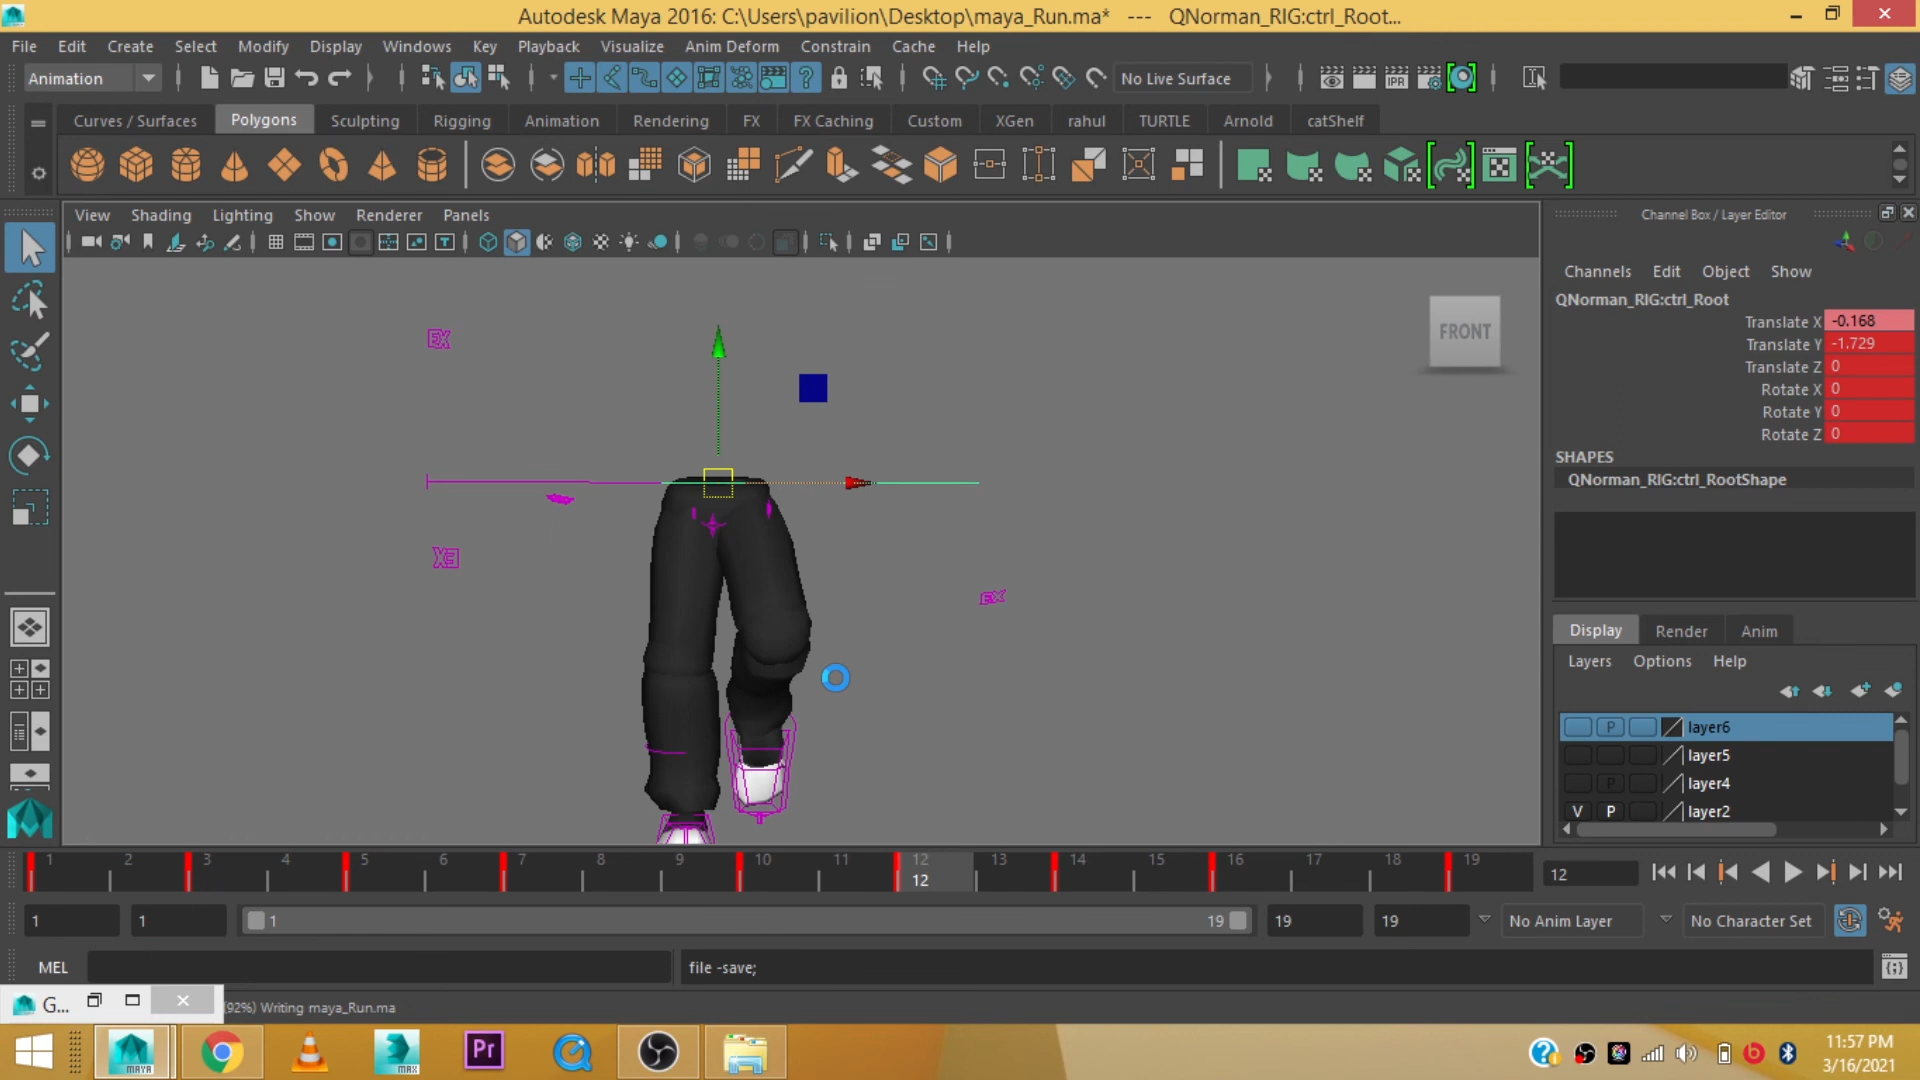 Autodesk Maya 2016: C:\Users\pavilion\Desktop\maya_Run.ma* --- QNorman_RIG:ctrl_Root...
File Edit Create Select Modify Display Windows Key Playback Visualize Anim Deform Constrain Cache Help
Animation No Live Surface IPR
Curves / Surfaces Polygons Sculpting Rigging Animation Rendering FX FX Caching Custom XGen rahul TURTLE Arnold catShelf
View Shading Lighting Show Renderer Panels
Channel Box / Layer Editor
Channels Edit Object Show
QNorman_RIG:ctrl_Root
Translate X -0.168
Translate Y -1.729
Translate Z 0
Rotate X 0
Rotate Y 0
Rotate Z 0
SHAPES
QNorman_RIG:ctrl_RootShape
FRONT
EX
EX
EX
Display Render Anim
Layers Options Help
P layer6
layer5
P layer4
V P layer2
1 2 3 4 5 6 7 8 9 10 11 12 13 14 15 16 17 18 19
12 12
1 1 1 19 19 19 No Anim Layer No Character Set
MEL file -save;
G... (92%) Writing maya_Run.ma
MAYA MAX Pr
11:57 PM
3/16/2021